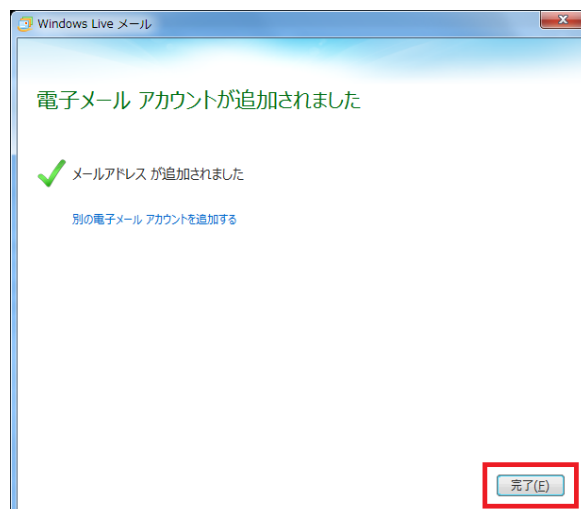 Windows Live メール
電子メール アカウントが追加されました
メールアドレス が追加されました
別の電子メール アカウントを追加する
完了(F)